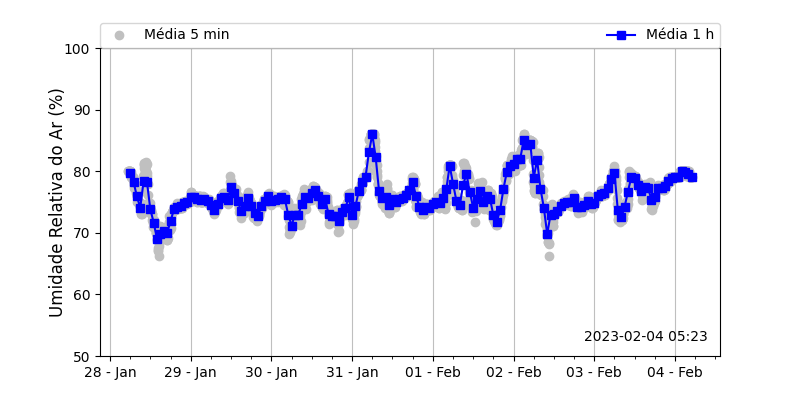 Média 5 min
Média 1 h
Umidade Relativa do Ar (%)
100
90
80
70
60
50
2023-02-04 05:23
28 - Jan
29 - Jan
30 - Jan
31 - Jan
01 - Feb
02 - Feb
03 - Feb
04 - Feb